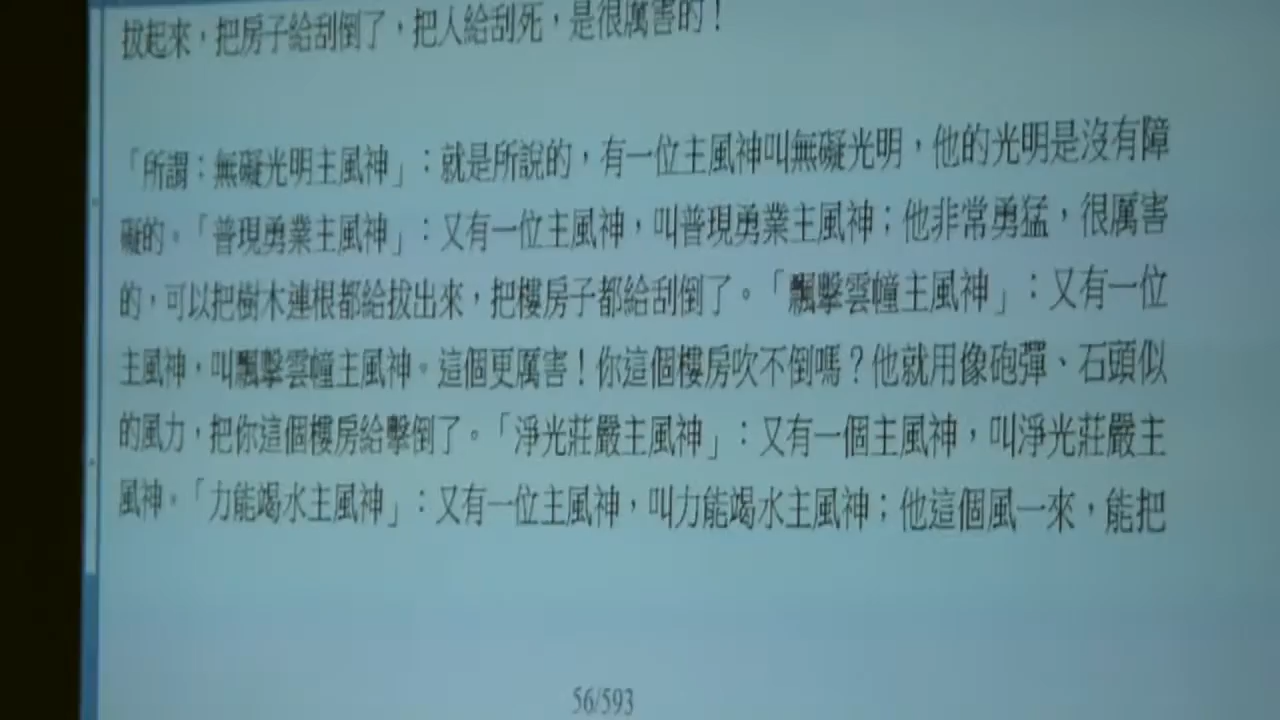 拔起來，把房子給刮倒了，把人給刮死，是很厲害的！
「所謂：無礙光明主風神」：就是所說的，有一位主風神叫無礙光明，他的光明是沒有障
礙的。「普現勇業主風神」：又有一位主風神，叫普現勇業主風神；他非常勇猛，很厲害
的，可以把樹木連根都給拔出來，把樓房子都給刮倒了。「飄擊雲幢主風神」：又有一位
主風神，叫飄擊雲幢主風神。這個更厲害！你這個樓房吹不倒嗎？他就用像砲彈、石頭似
的風力，把你這個樓房給擊倒了。「淨光莊嚴主風神」：又有一個主風神，叫淨光莊嚴主
風神。「力能竭水主風神」：又有一位主風神，叫力能竭水主風神；他這個風一來，能把
56/593